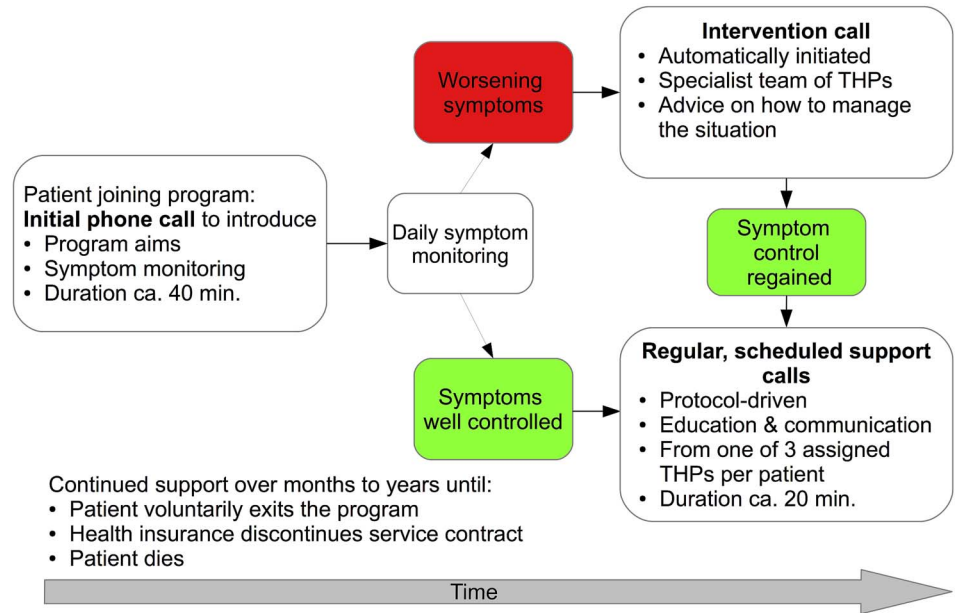 Patient joining program:
Initial phone call to introduce
• Program aims
• Symptom monitoring
• Duration ca. 40 min.
Daily symptom
monitoring
Worsening
symptoms
Intervention call
• Automatically initiated
• Specialist team of THPs
• Advice on how to manage
the situation
Symptom
control
regained
Symptoms
well controlled
Regular, scheduled support
calls
• Protocol-driven
• Education & communication
• From one of 3 assigned
THPs per patient
• Duration ca. 20 min.
Continued support over months to years until:
• Patient voluntarily exits the program
• Health insurance discontinues service contract
• Patient dies
Time